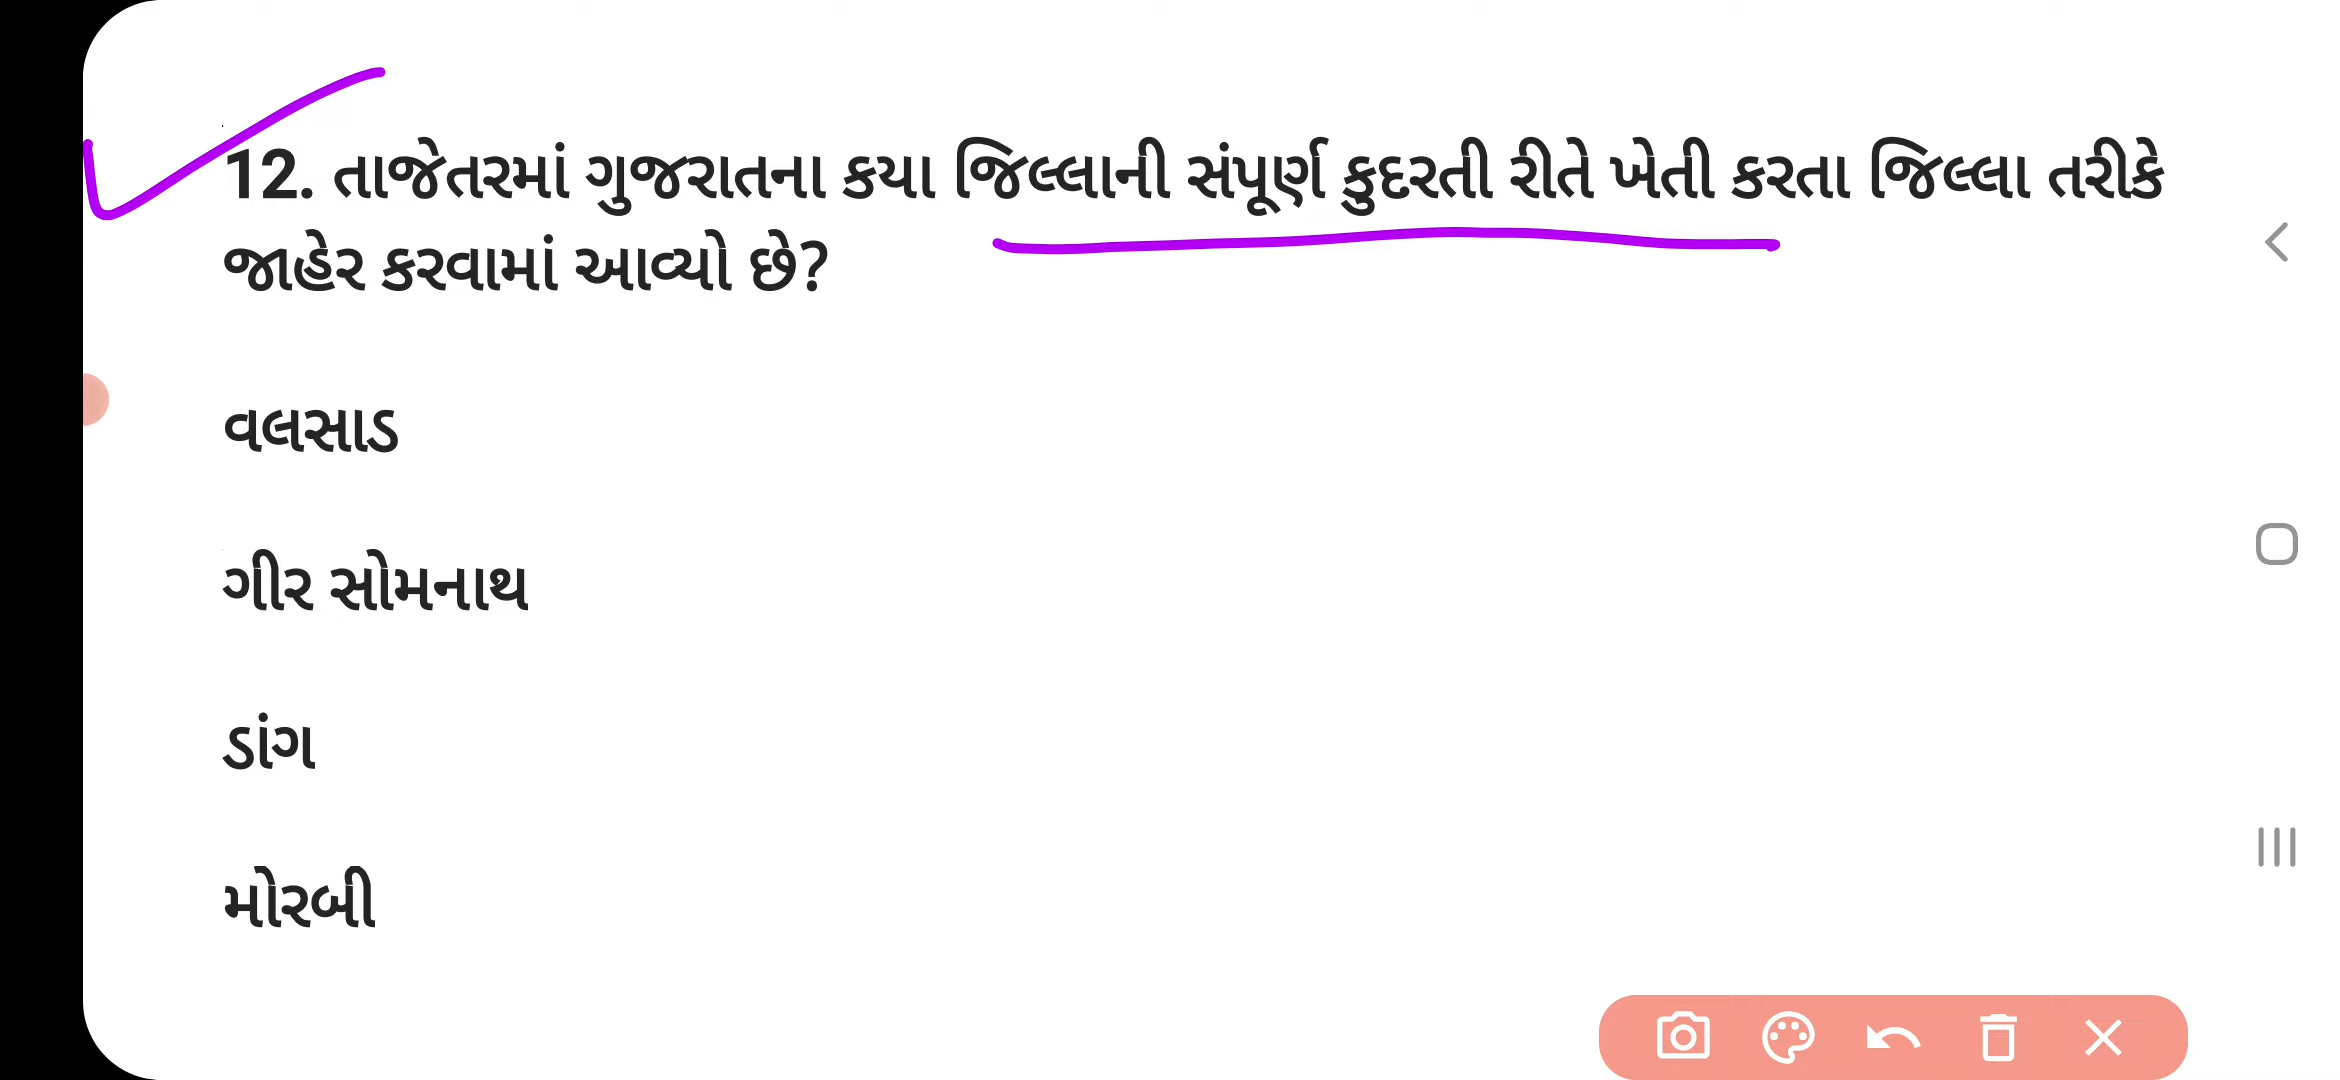 12. તાજેતરમાં ગુજરાતના કયા જિલ્લાની સંપૂર્ણ કુદરતી રીતે ખેતી કરતા જિલ્લા તરીકે
જાહેર કરવામાં આવ્યો છે?
વલસાડ
ગીર સોમનાથ
ડાંગ
મોરબી